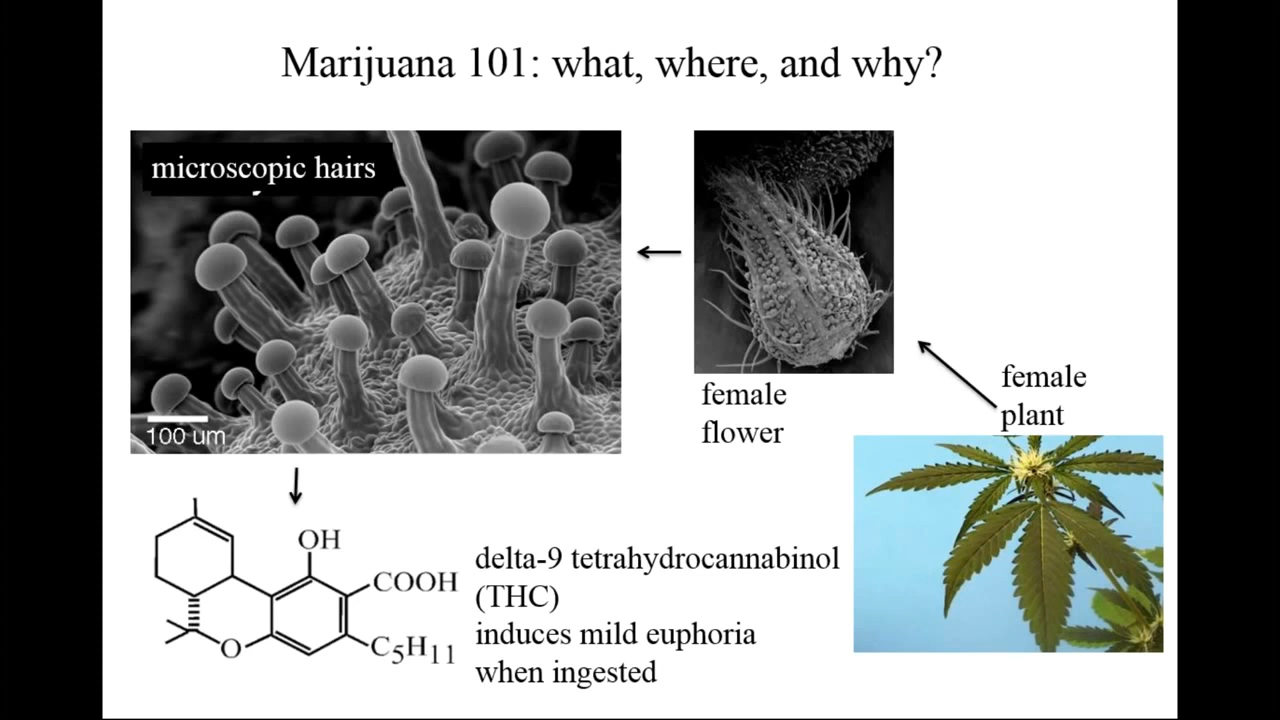 Marijuana 101: what, where, and why?
microscopic hairs
100 um
female
flower
female
plant
OH
COOH
C5H11
O
delta-9 tetrahydrocannabinol
(THC)
induces mild euphoria
when ingested